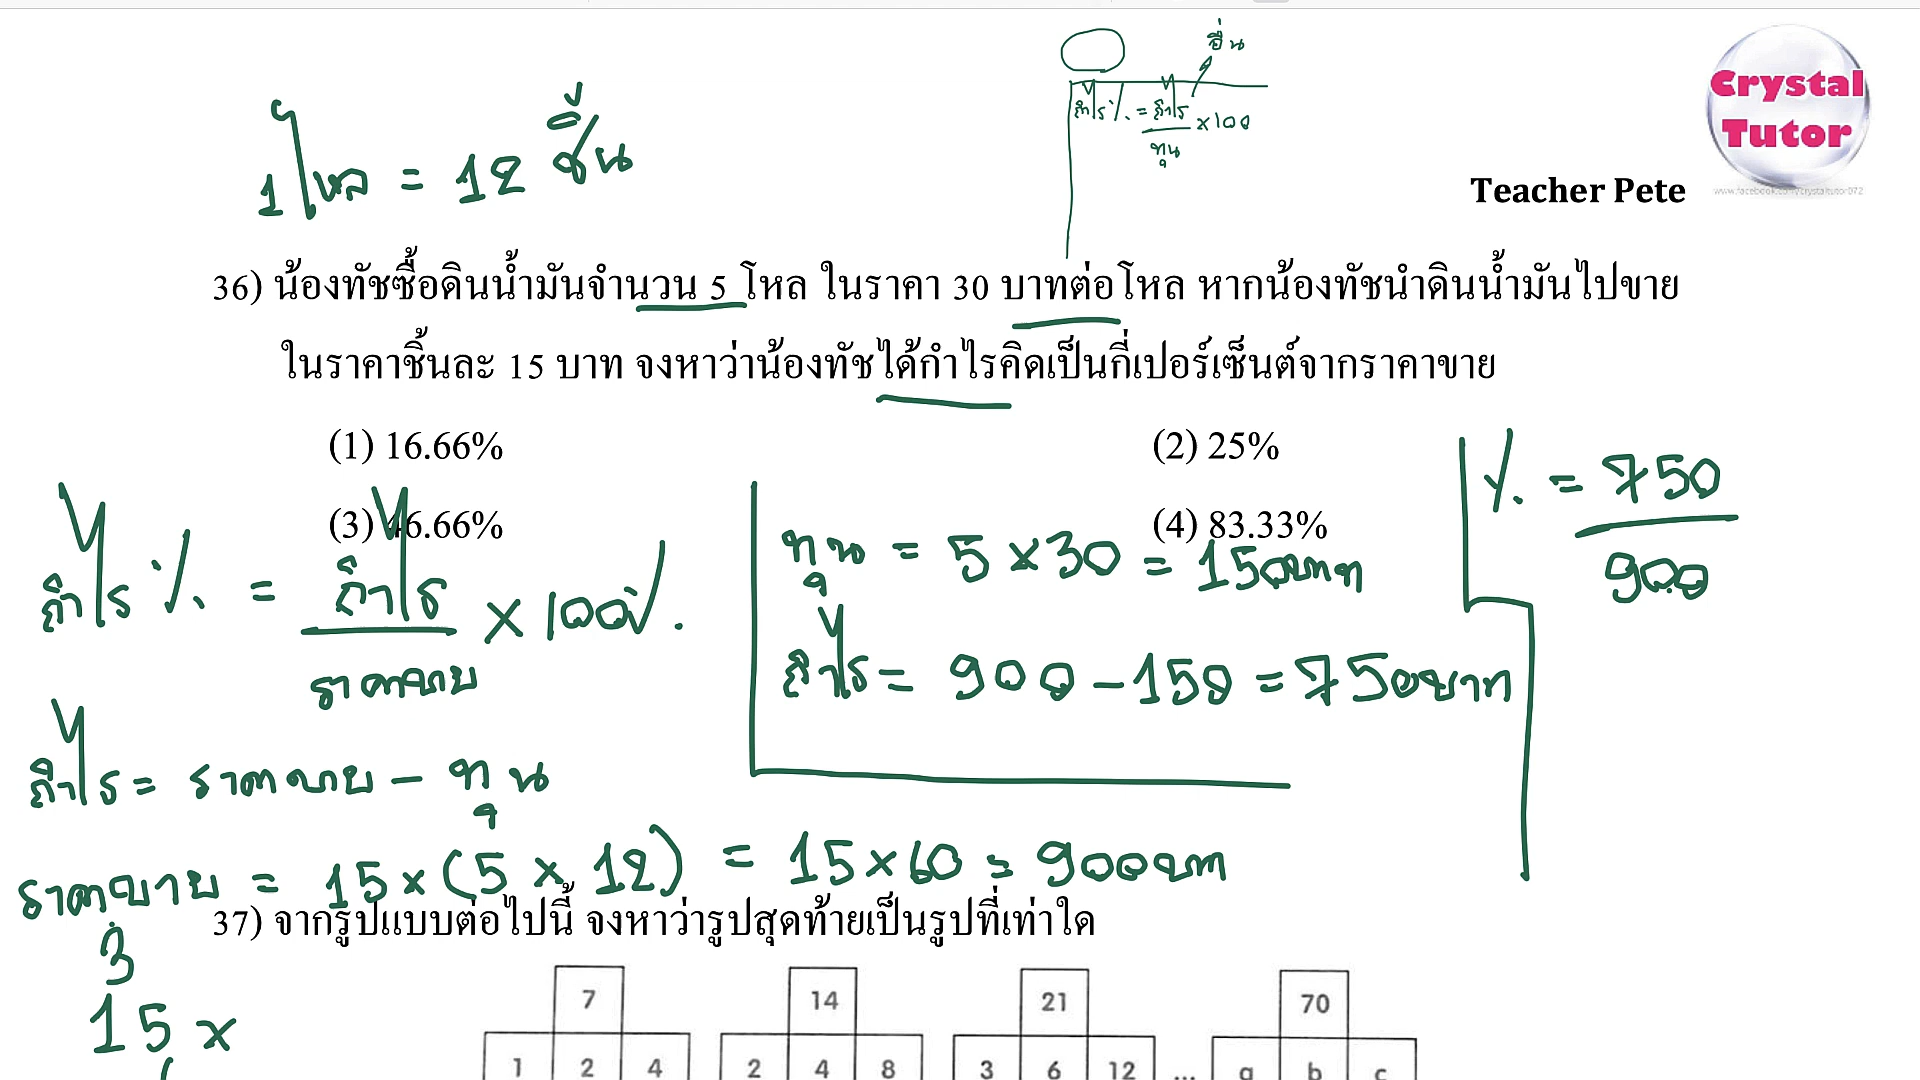 อื่น
กำไร% = กำไร × 100
ทุน
1 โหล = 12 ชิ้น
Crystal
Tutor
Teacher Pete
36) น้องทัชซื้อดินน้ำมันจำนวน 5 โหล ในราคา 30 บาทต่อโหล หากน้องทัชนำดินน้ำมันไปขาย
ในราคาชิ้นละ 15 บาท จงหาว่าน้องทัชได้กำไรคิดเป็นกี่เปอร์เซ็นต์จากราคาขาย
(1) 16.66% (2) 25%
(3) 46.66% (4) 83.33%
% = 750
900
กำไร % = กำไร × 100%.
ราคาขาย
ทุน = 5 × 30 = 150บาท
กำไร = 900 - 150 = 750บาท
กำไร = ราคาขาย - ทุน
ราคาขาย = 15 × (5 × 12) = 15 × 60 = 900บาท
37) จากรูปแบบต่อไปนี้ จงหาว่ารูปสุดท้ายเป็นรูปที่เท่าใด
3
15 ×
7 14 21 70
1 2 4 2 4 8 3 6 12 ... a b c